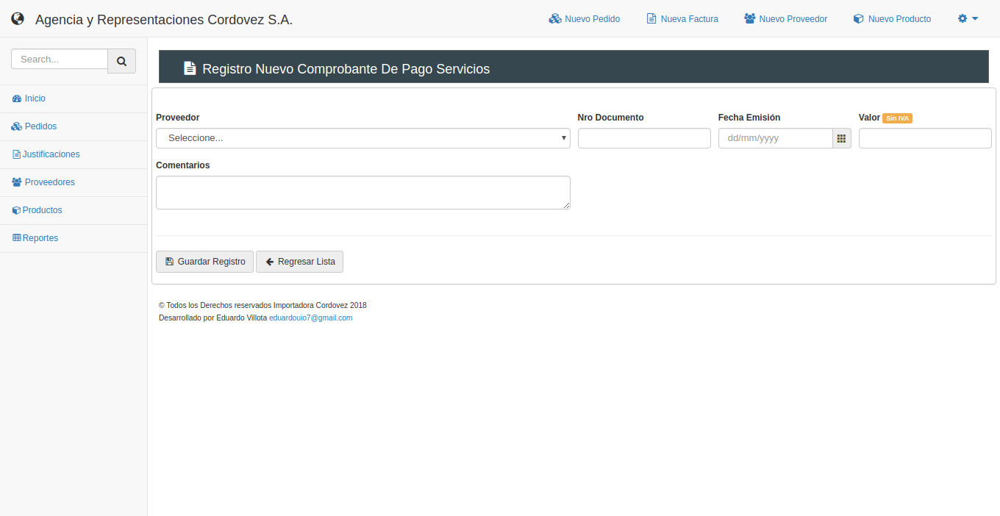 Agencia y Representaciones Cordovez S.A.
Nuevo Pedido
Nueva Factura
Nuevo Proveedor
Nuevo Producto
Search...
Inicio
Pedidos
Justificaciones
Proveedores
Productos
Reportes
Registro Nuevo Comprobante De Pago Servicios
Proveedor
Nro Documento
Fecha Emisión
Valor Sin IVA
Seleccione...
dd/mm/yyyy
Comentarios
Guardar Registro
Regresar Lista
© Todos los Derechos reservados Importadora Cordovez 2018
Desarrollado por Eduardo Villota eduardouio7@gmail.com